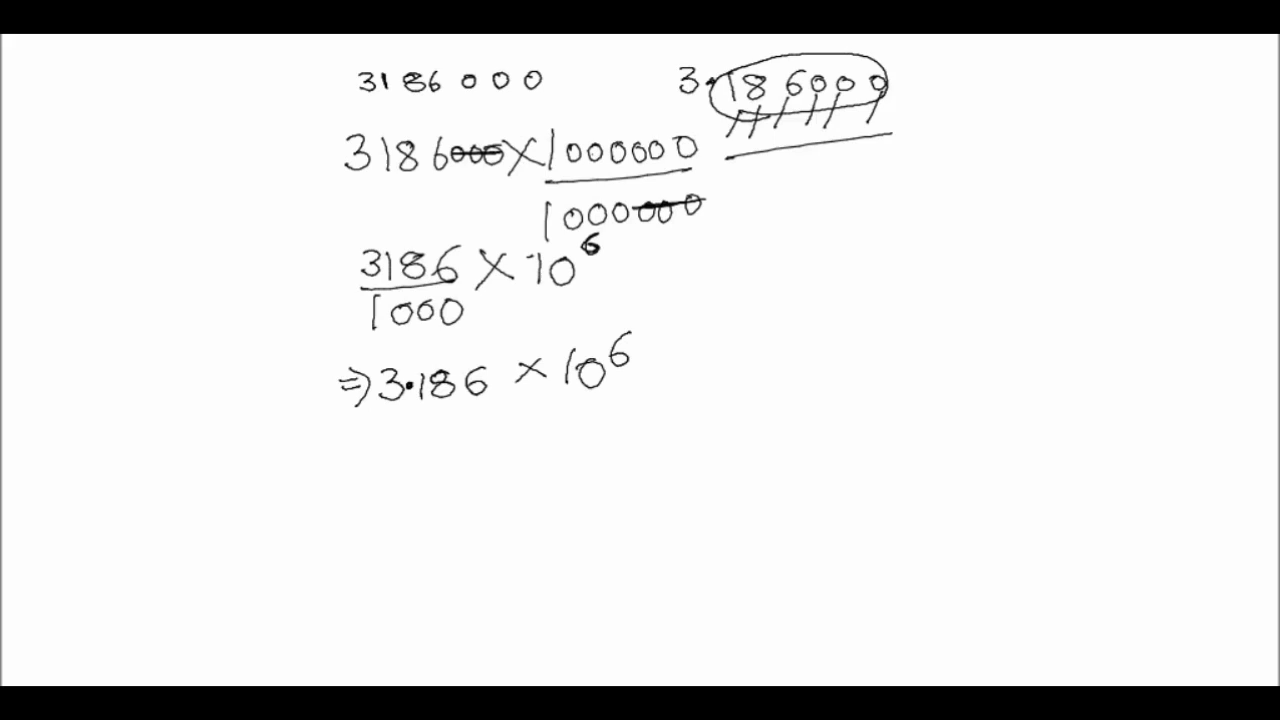 3186000 3.186000
3186000 × 1000000
1000000
3186 × 10⁶
1000
⇒ 3.186 × 10⁶